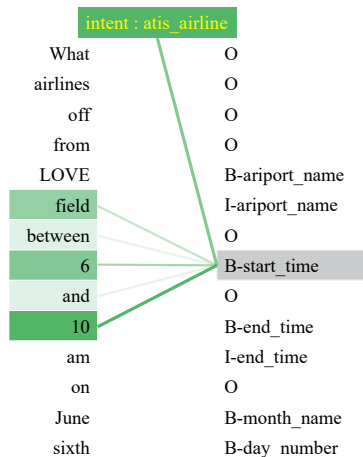 intent : atis_airline
What O
airlines O
off O
from O
LOVE B-ariport_name
field I-ariport_name
between O
6 B-start_time
and O
10 B-end_time
am I-end_time
on O
June B-month_name
sixth B-day_number